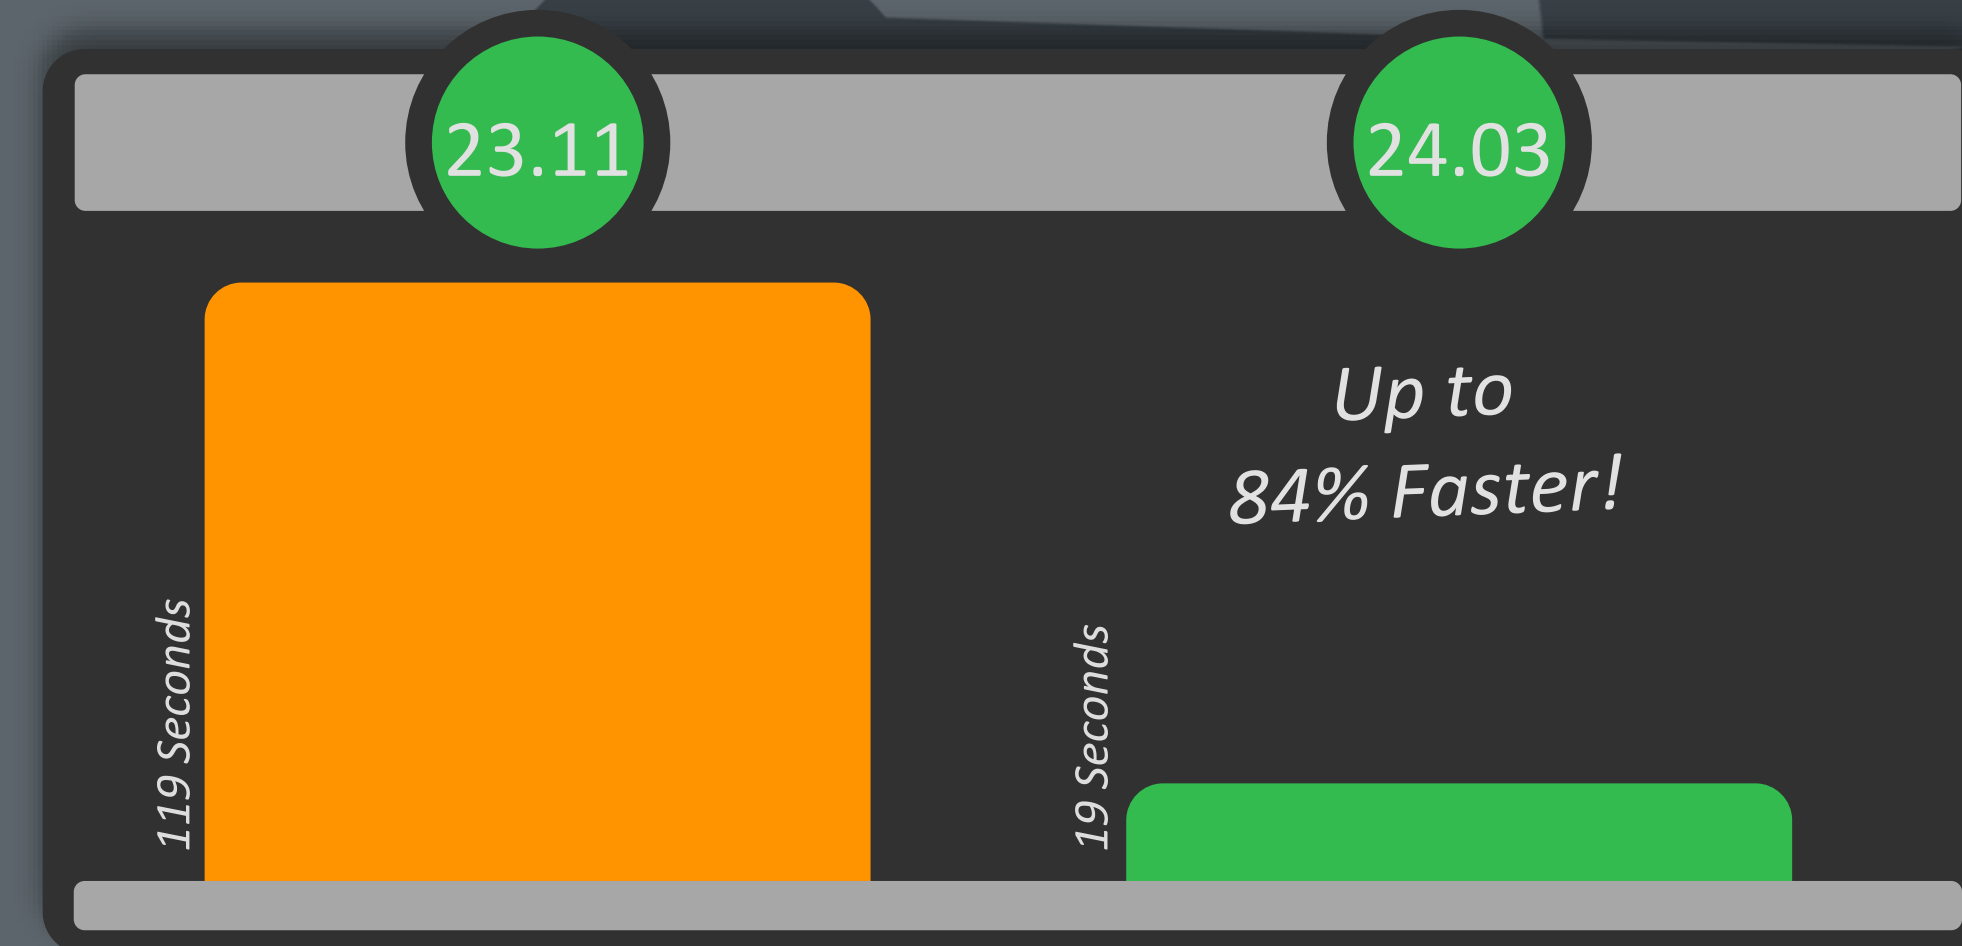 23.11
24.03
Up to
84% Faster!
119 Seconds
19 Seconds